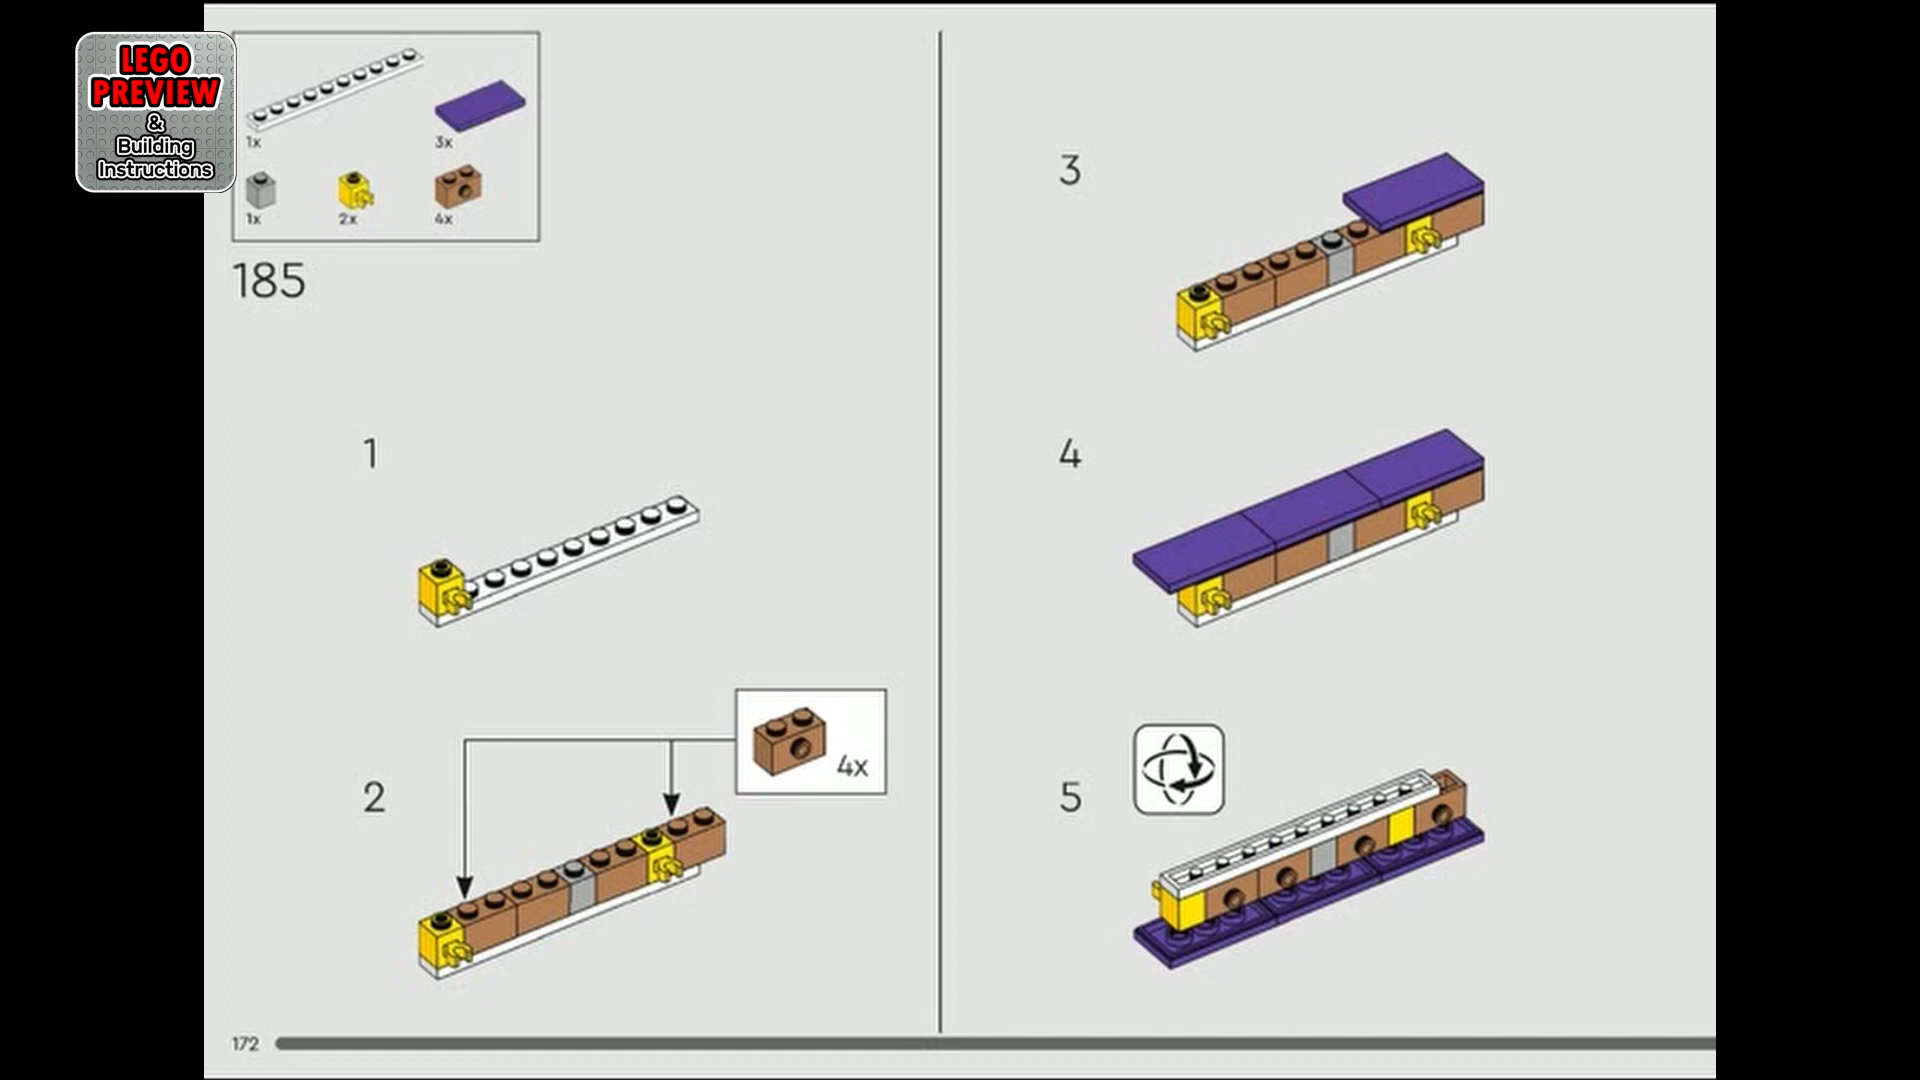 LEGO
PREVIEW
&
Building
Instructions
1x
3x
1x
2x
4x
185
1
2
4x
3
4
5
172